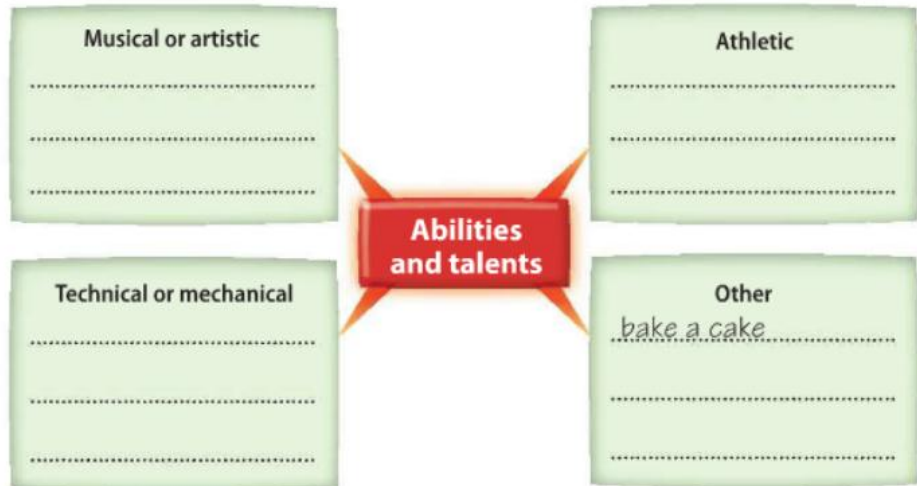 Musical or artistic
Athletic
Abilities
and talents
Technical or mechanical
Other
bake a cake